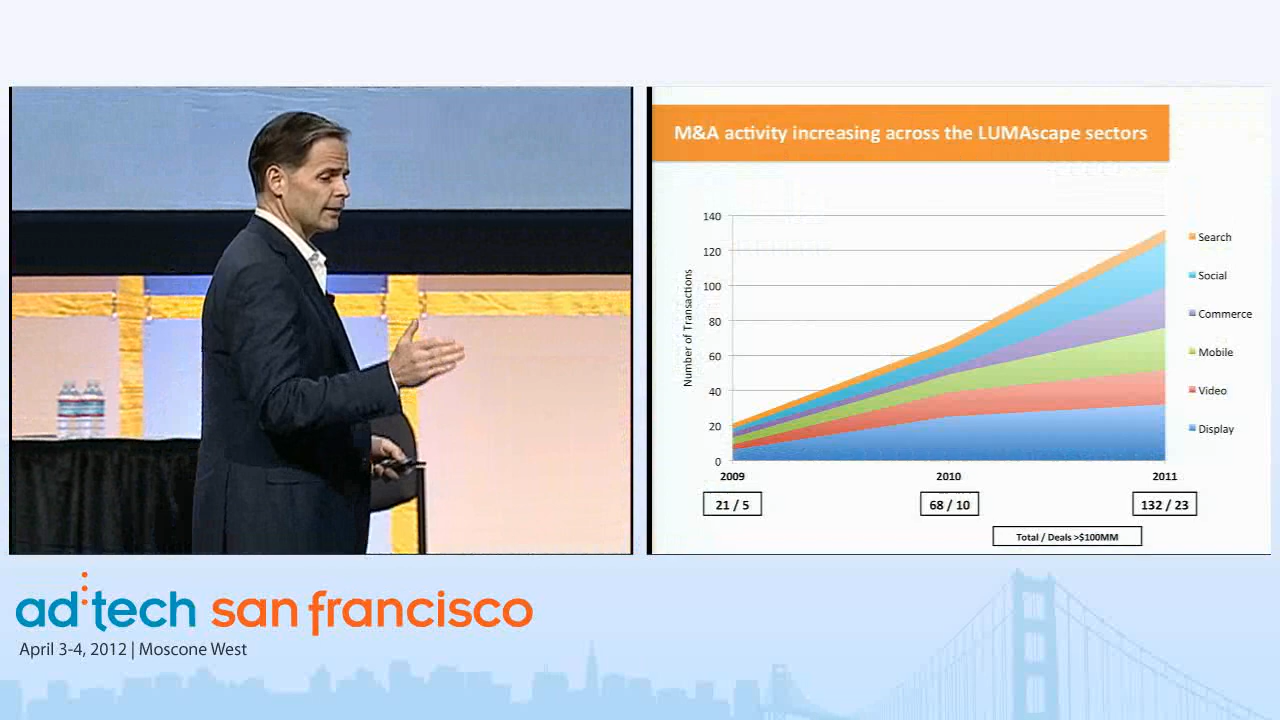 M&A activity increasing across the LUMAscape sectors
140
120
100
80
60
40
20
0
Number of Transactions
2009
2010
2011
21 / 5
68 / 10
132 / 23
Total / Deals >$100MM
Search
Social
Commerce
Mobile
Video
Display
ad:tech san francisco
April 3-4, 2012 | Moscone West